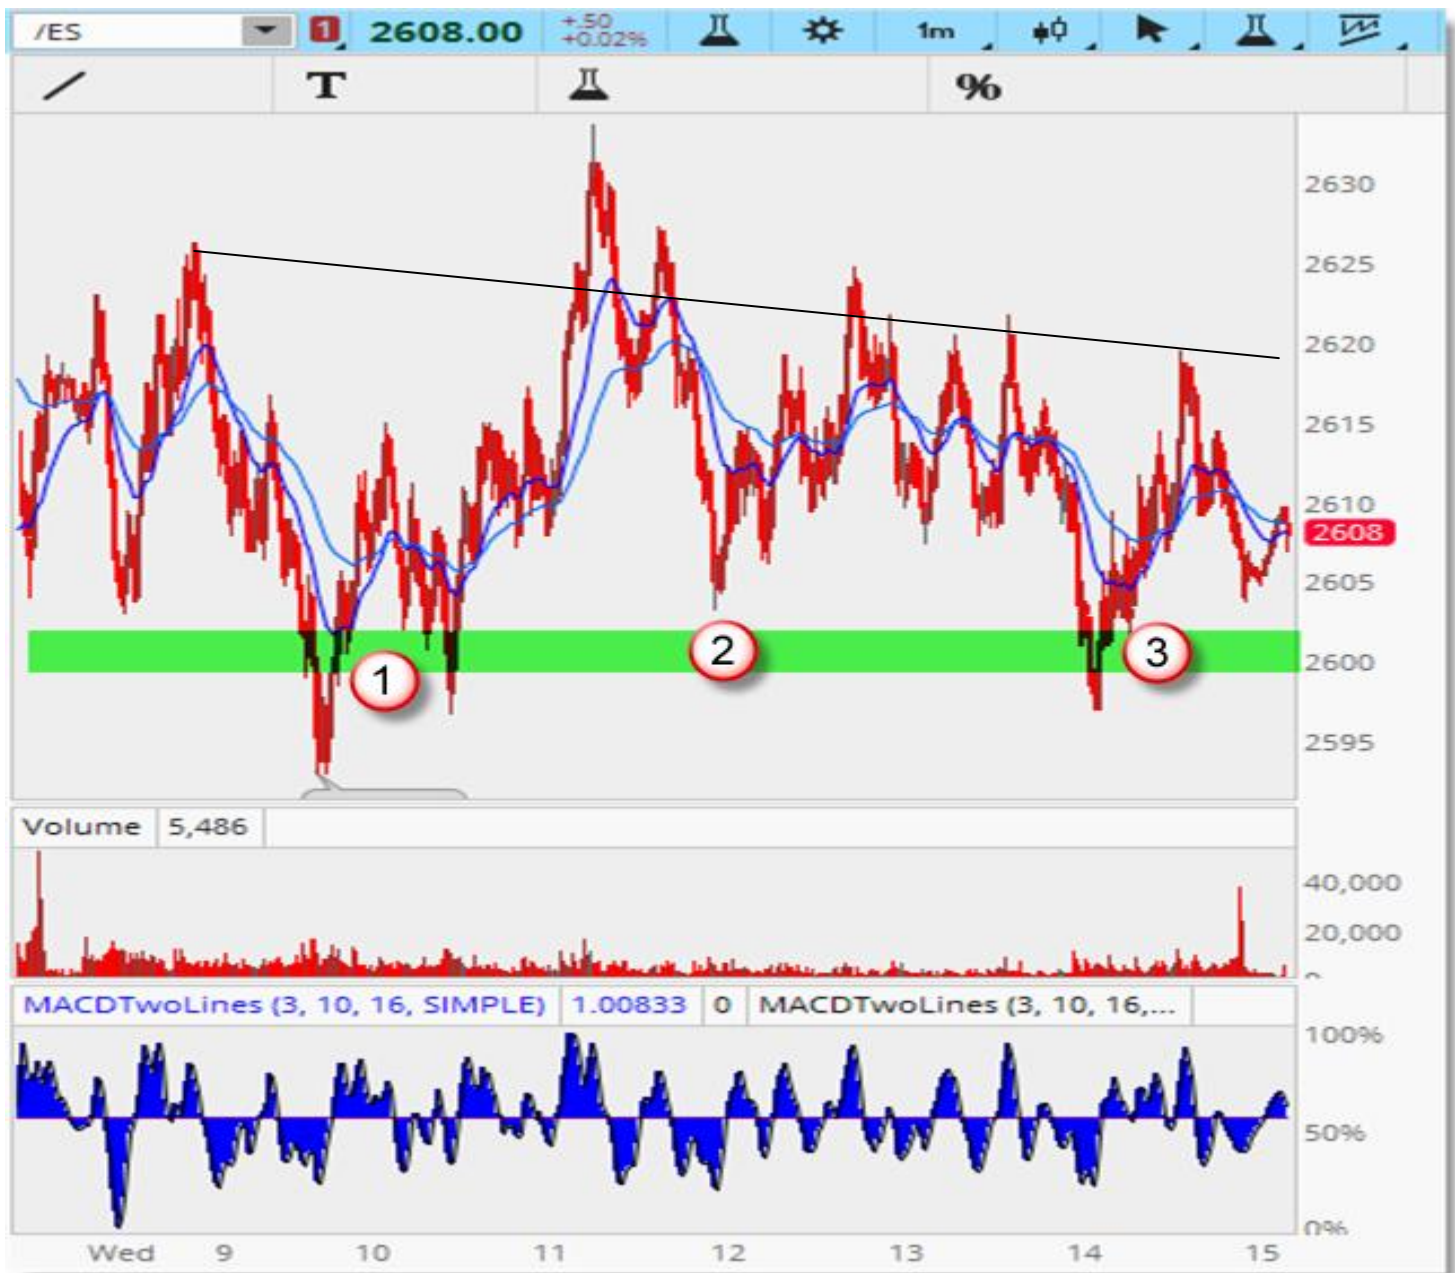 /ES 1 2608.00 +.50 1m
+0.02%
T %
2630
2625
2620
2615
2610
2608
2605
2600
2595
1 2 3
Volume 5,486
40,000
20,000
0
MACDTwoLines (3, 10, 16, SIMPLE) 1.00833 0 MACDTwoLines (3, 10, 16,...
100%
50%
0%
Wed 9 10 11 12 13 14 15